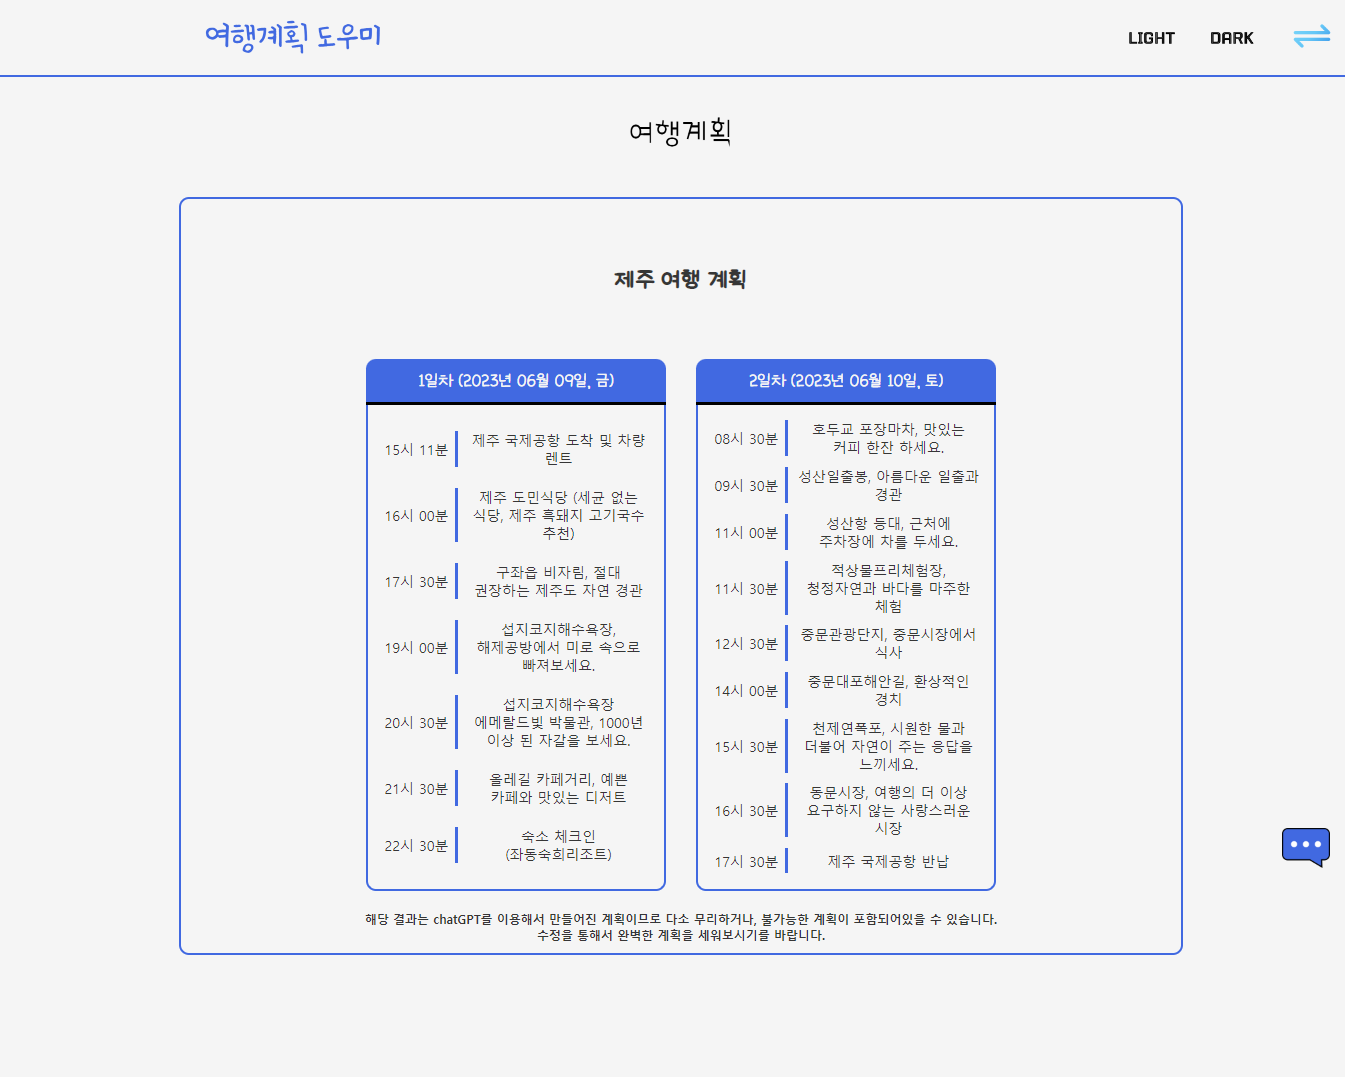 여행계획 도우미
LIGHT DARK
여행계획
제주 여행 계획
1일차 (2023년 06월 09일, 금)
15시 11분
제주 국제공항 도착 및 차량
렌트
16시 00분
제주 도민식당 (세균 없는
식당, 제주 흑돼지 고기국수
추천)
17시 30분
구좌읍 비자림, 절대
권장하는 제주도 자연 경관
19시 00분
섭지코지해수욕장,
해제공방에서 미로 속으로
빠져보세요.
20시 30분
섭지코지해수욕장
에메랄드빛 박물관, 1000년
이상 된 자갈을 보세요.
21시 30분
올레길 카페거리, 예쁜
카페와 맛있는 디저트
22시 30분
숙소 체크인
(좌동숙희리조트)
2일차 (2023년 06월 10일, 토)
08시 30분
호두교 포장마차, 맛있는
커피 한잔 하세요.
09시 30분
성산일출봉, 아름다운 일출과
경관
11시 00분
성산항 등대, 근처에
주차장에 차를 두세요.
11시 30분
적상물프리체험장,
청정자연과 바다를 마주한
체험
12시 30분
중문관광단지, 중문시장에서
식사
14시 00분
중문대포해안길, 환상적인
경치
15시 30분
천제연폭포, 시원한 물과
더불어 자연이 주는 응답을
느끼세요.
16시 30분
동문시장, 여행의 더 이상
요구하지 않는 사랑스러운
시장
17시 30분
제주 국제공항 반납
해당 결과는 chatGPT를 이용해서 만들어진 계획이므로 다소 무리하거나, 불가능한 계획이 포함되어있을 수 있습니다.
수정을 통해서 완벽한 계획을 세워보시기를 바랍니다.